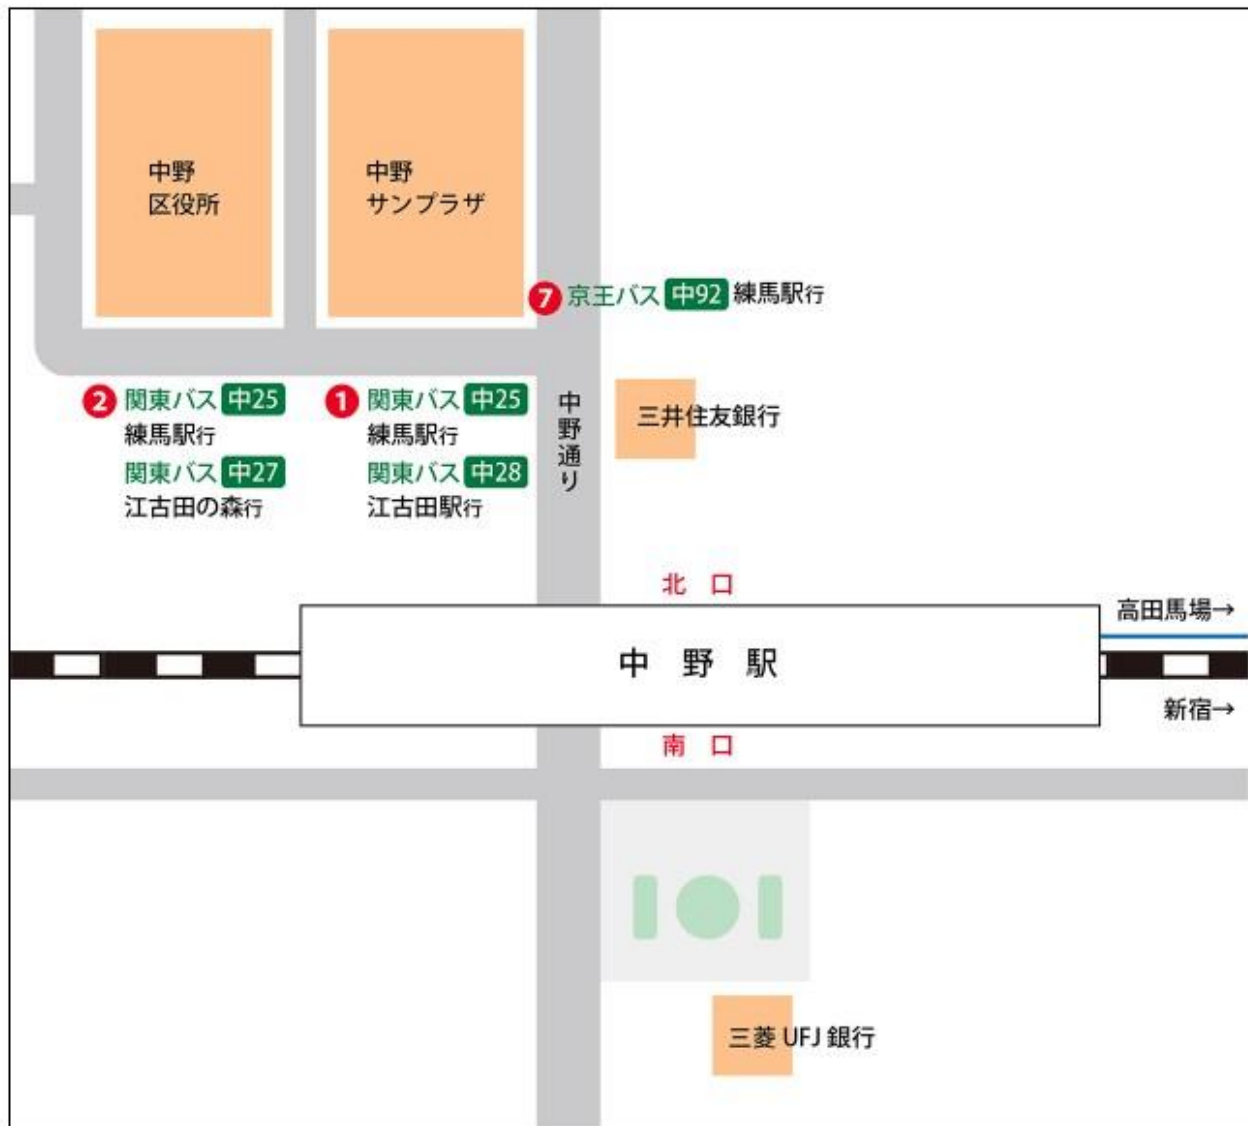 中野
区役所
中野
サンプラザ
7 京王バス 中92 練馬駅行
2 関東バス 中25
練馬駅行
関東バス 中27
江古田の森行
1 関東バス 中25
練馬駅行
関東バス 中28
江古田駅行
中野通り
三井住友銀行
北 口
高田馬場→
中 野 駅
新宿→
南 口
三菱 UFJ 銀行